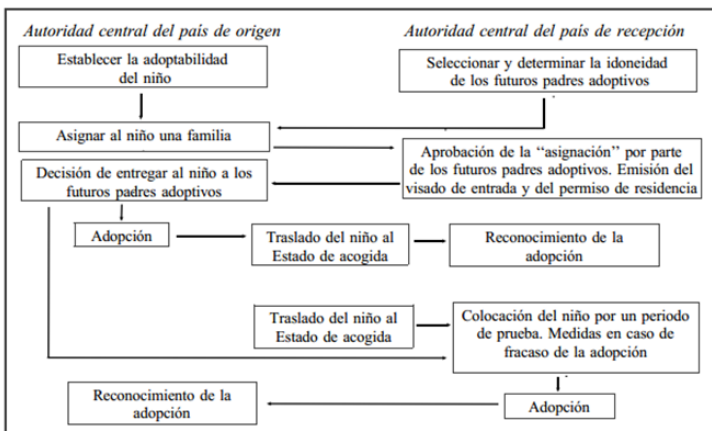 Autoridad central del país de origen
Autoridad central del país de recepción
Establecer la adoptabilidad
del niño
Seleccionar y determinar la idoneidad
de los futuros padres adoptivos
Asignar al niño una familia
Aprobación de la “asignación” por parte
de los futuros padres adoptivos. Emisión del
visado de entrada y del permiso de residencia
Decisión de entregar al niño a los
futuros padres adoptivos
Adopción
Traslado del niño al
Estado de acogida
Reconocimiento de la
adopción
Traslado del niño al
Estado de acogida
Colocación del niño por un periodo
de prueba. Medidas en caso de
fracaso de la adopción
Reconocimiento de la
adopción
Adopción